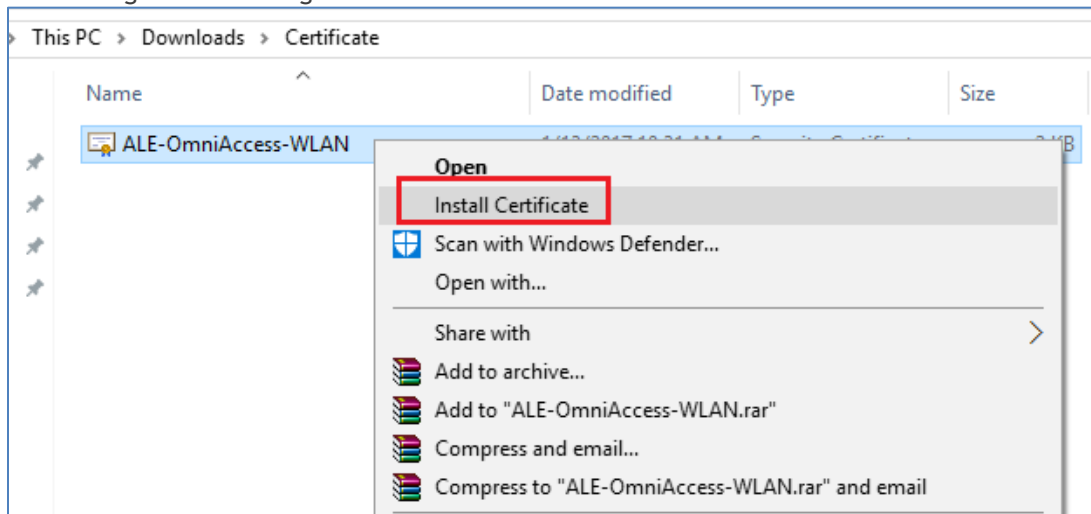 This PC > Downloads > Certificate
Name Date modified Type Size
ALE-OmniAccess-WLAN KB
Open
Install Certificate
Scan with Windows Defender...
Open with...
Share with
Add to archive...
Add to "ALE-OmniAccess-WLAN.rar"
Compress and email...
Compress to "ALE-OmniAccess-WLAN.rar" and email